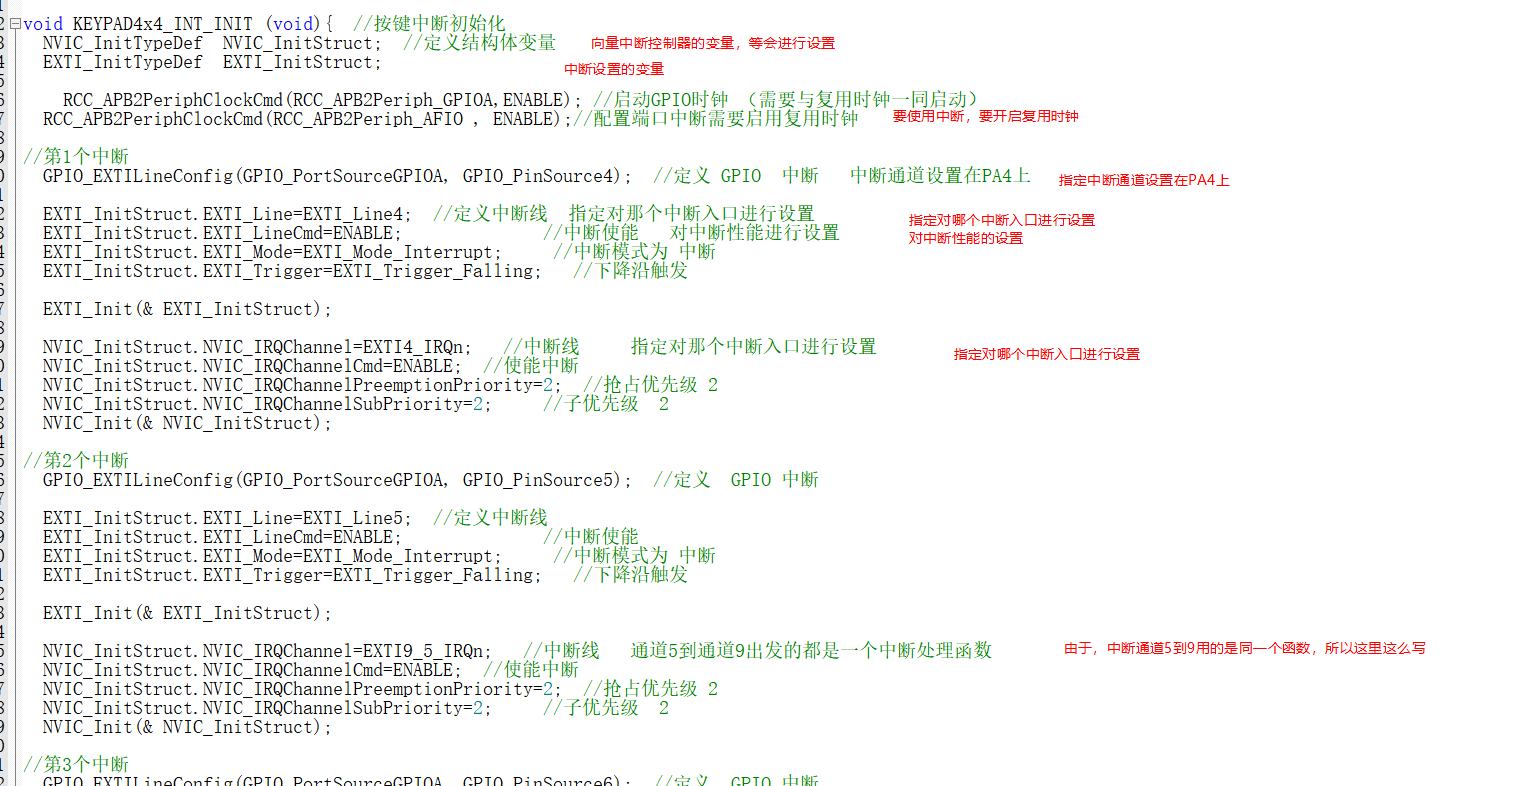 void KEYPAD4x4_INT_INIT (void){  //按键中断初始化
NVIC_InitTypeDef  NVIC_InitStruct;  //定义结构体变量 向量中断控制器的变量，等会进行设置
EXTI_InitTypeDef  EXTI_InitStruct; 中断设置的变量
RCC_APB2PeriphClockCmd(RCC_APB2Periph_GPIOA,ENABLE); //启动GPIO时钟 （需要与复用时钟一同启动）
RCC_APB2PeriphClockCmd(RCC_APB2Periph_AFIO , ENABLE);//配置端口中断需要启用复用时钟 要使用中断，要开启复用时钟
//第1个中断
GPIO_EXTILineConfig(GPIO_PortSourceGPIOA, GPIO_PinSource4);  //定义 GPIO  中断   中断通道设置在PA4上 指定中断通道设置在PA4上
EXTI_InitStruct.EXTI_Line=EXTI_Line4;  //定义中断线  指定对那个中断入口进行设置 指定对哪个中断入口进行设置
EXTI_InitStruct.EXTI_LineCmd=ENABLE; //中断使能   对中断性能进行设置 对中断性能的设置
EXTI_InitStruct.EXTI_Mode=EXTI_Mode_Interrupt; //中断模式为 中断
EXTI_InitStruct.EXTI_Trigger=EXTI_Trigger_Falling; //下降沿触发
EXTI_Init(& EXTI_InitStruct);
NVIC_InitStruct.NVIC_IRQChannel=EXTI4_IRQn; //中断线     指定对那个中断入口进行设置 指定对哪个中断入口进行设置
NVIC_InitStruct.NVIC_IRQChannelCmd=ENABLE;  //使能中断
NVIC_InitStruct.NVIC_IRQChannelPreemptionPriority=2;  //抢占优先级 2
NVIC_InitStruct.NVIC_IRQChannelSubPriority=2; //子优先级  2
NVIC_Init(& NVIC_InitStruct);
//第2个中断
GPIO_EXTILineConfig(GPIO_PortSourceGPIOA, GPIO_PinSource5);  //定义  GPIO 中断
EXTI_InitStruct.EXTI_Line=EXTI_Line5;  //定义中断线
EXTI_InitStruct.EXTI_LineCmd=ENABLE; //中断使能
EXTI_InitStruct.EXTI_Mode=EXTI_Mode_Interrupt; //中断模式为 中断
EXTI_InitStruct.EXTI_Trigger=EXTI_Trigger_Falling; //下降沿触发
EXTI_Init(& EXTI_InitStruct);
NVIC_InitStruct.NVIC_IRQChannel=EXTI9_5_IRQn; //中断线   通道5到通道9出发的都是一个中断处理函数 由于，中断通道5到9用的是同一个函数，所以这里这么写
NVIC_InitStruct.NVIC_IRQChannelCmd=ENABLE;  //使能中断
NVIC_InitStruct.NVIC_IRQChannelPreemptionPriority=2;  //抢占优先级 2
NVIC_InitStruct.NVIC_IRQChannelSubPriority=2; //子优先级  2
NVIC_Init(& NVIC_InitStruct);
//第3个中断
GPIO_EXTILineConfig(GPIO_PortSourceGPIOA, GPIO_PinSource6);  //定义  GPIO 中断